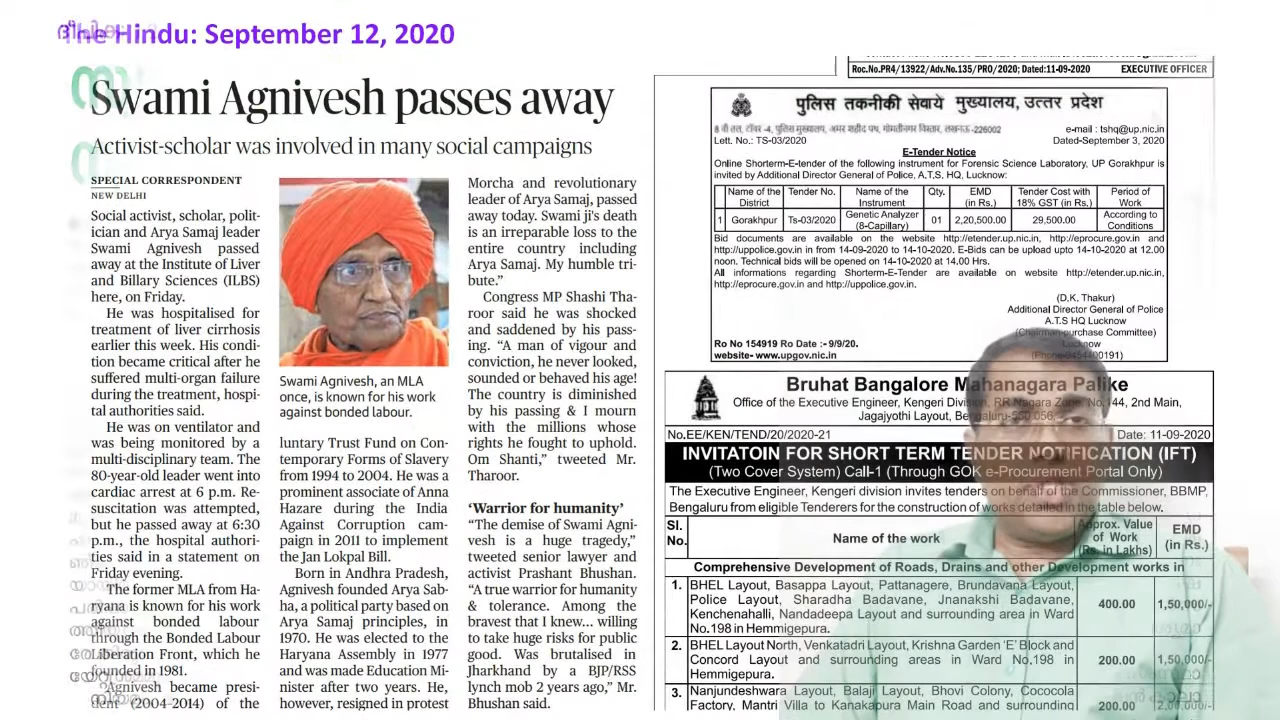 The Hindu: September 12, 2020
Swami Agnivesh passes away
Activist-scholar was involved in many social campaigns
SPECIAL CORRESPONDENT
NEW DELHI
Social activist, scholar, polit-
ician and Arya Samaj leader
Swami Agnivesh passed
away at the Institute of Liver
and Billary Sciences (ILBS)
here, on Friday.
He was hospitalised for
treatment of liver cirrhosis
earlier this week. His condi-
tion became critical after he
suffered multi-organ failure
during the treatment, hospi-
tal authorities said.
He was on ventilator and
was being monitored by a
multi-disciplinary team. The
80-year-old leader went into
cardiac arrest at 6 p.m. Re-
suscitation was attempted,
but he passed away at 6:30
p.m., the hospital authori-
ties said in a statement on
Friday evening.
The former MLA from Ha-
ryana is known for his work
against bonded labour
through the Bonded Labour
Liberation Front, which he
founded in 1981.
Agnivesh became presi-
dent (2004-2014) of the
Swami Agnivesh, an MLA
once, is known for his work
against bonded labour.
luntary Trust Fund on Con-
temporary Forms of Slavery
from 1994 to 2004. He was a
prominent associate of Anna
Hazare during the India
Against Corruption cam-
paign in 2011 to implement
the Jan Lokpal Bill.
Born in Andhra Pradesh,
Agnivesh founded Arya Sab-
ha, a political party based on
Arya Samaj principles, in
1970. He was elected to the
Haryana Assembly in 1977
and was made Education Mi-
nister after two years. He,
however, resigned in protest
Morcha and revolutionary
leader of Arya Samaj, passed
away today. Swami ji's death
is an irreparable loss to the
entire country including
Arya Samaj. My humble tri-
bute."
Congress MP Shashi Tha-
roor said he was shocked
and saddened by his pass-
ing. "A man of vigour and
conviction, he never looked,
sounded or behaved his age!
The country is diminished
by his passing & I mourn
with the millions whose
rights he fought to uphold.
Om Shanti," tweeted Mr.
Tharoor.
'Warrior for humanity'
"The demise of Swami Agni-
vesh is a huge tragedy,"
tweeted senior lawyer and
activist Prashant Bhushan.
"A true warrior for humanity
& tolerance. Among the
bravest that I knew... willing
to take huge risks for public
good. Was brutalised in
Jharkhand by a BJP/RSS
lynch mob 2 years ago," Mr.
Bhushan said.
Roc.No.PR4/13922/Adv.No.135/PRO/2020; Dated:11-09-2020 EXECUTIVE OFFICER
पुलिस तकनीकी सेवाये मुख्यालय, उत्तर प्रदेश
8 वीं तल, टॉवर -4, पुलिस मुख्यालय, अमर शहीद पथ, गोमतीनगर विस्तार, लखनऊ -226002 e-mail : tshq@up.nic.in
Lett. No.: TS-03/2020 Dated-September 3, 2020
E-Tender Notice
Online Shorterm-E-tender of the following instrument for Forensic Science Laboratory, UP Gorakhpur is
invited by Additional Director General of Police, A.T.S, HQ, Lucknow:
Name of the District Tender No. Name of the Instrument Qty. EMD (in Rs.) Tender Cost with 18% GST (in Rs.) Period of Work
1 Gorakhpur Ts-03/2020 Genetic Analyzer (8-Capillary) 01 2,20,500.00 29,500.00 According to Conditions
Bid documents are available on the website http://etender.up.nic.in, http://eprocure.gov.in and
http://uppolice.gov.in in from 14-09-2020 to 14-10-2020. E-Bids can be upload upto 14-10-2020 at 12.00
noon. Technical bids will be opened on 14-10-2020 at 14.00 Hrs.
All informations regarding Shorterm-E-Tender are available on website http://etender.up.nic.in,
http://eprocure.gov.in and http://uppolice.gov.in.
(D.K. Thakur)
Additional Director General of Police
A.T.S HQ Lucknow
(Chairman-purchase Committee)
Lucknow
Ro No 154919 Ro Date :- 9/9/20.
website- www.upgov.nic.in
Bruhat Bangalore Mahanagara Palike
Office of the Executive Engineer, Kengeri Division, RR Nagara Zone, No.144, 2nd Main,
Jagajyothi Layout, Bengaluru-560 056,
No.EE/KEN/TEND/20/2020-21 Date: 11-09-2020
INVITATOIN FOR SHORT TERM TENDER NOTIFICATION (IFT)
(Two Cover System) Call-1 (Through GOK e-Procurement Portal Only)
The Executive Engineer, Kengeri division invites tenders on behalf of the Commissioner, BBMP,
Bengaluru from eligible Tenderers for the construction of works detailed in the table below.
Sl. No. Name of the work Approx. Value of Work (Rs. in Lakhs) EMD (in Rs.)
Comprehensive Development of Roads, Drains and other Development works in
1. BHEL Layout, Basappa Layout, Pattanagere, Brundavana Layout,
Police Layout, Sharadha Badavane, Jnanakshi Badavane,
Kenchenahalli, Nandadeepa Layout and surrounding area in Ward
No.198 in Hemmigepura. 400.00 1,50,000/-
2. BHEL Layout North, Venkatadri Layout, Krishna Garden 'E' Block and
Concord Layout and surrounding areas in Ward No.198 in
Hemmigepura. 200.00 1,50,000/-
3. Nanjundeshwara Layout, Balaji Layout, Bhovi Colony, Cococola
Factory, Mantri Villa to Kanakapura Main Road and surrounding 200.00